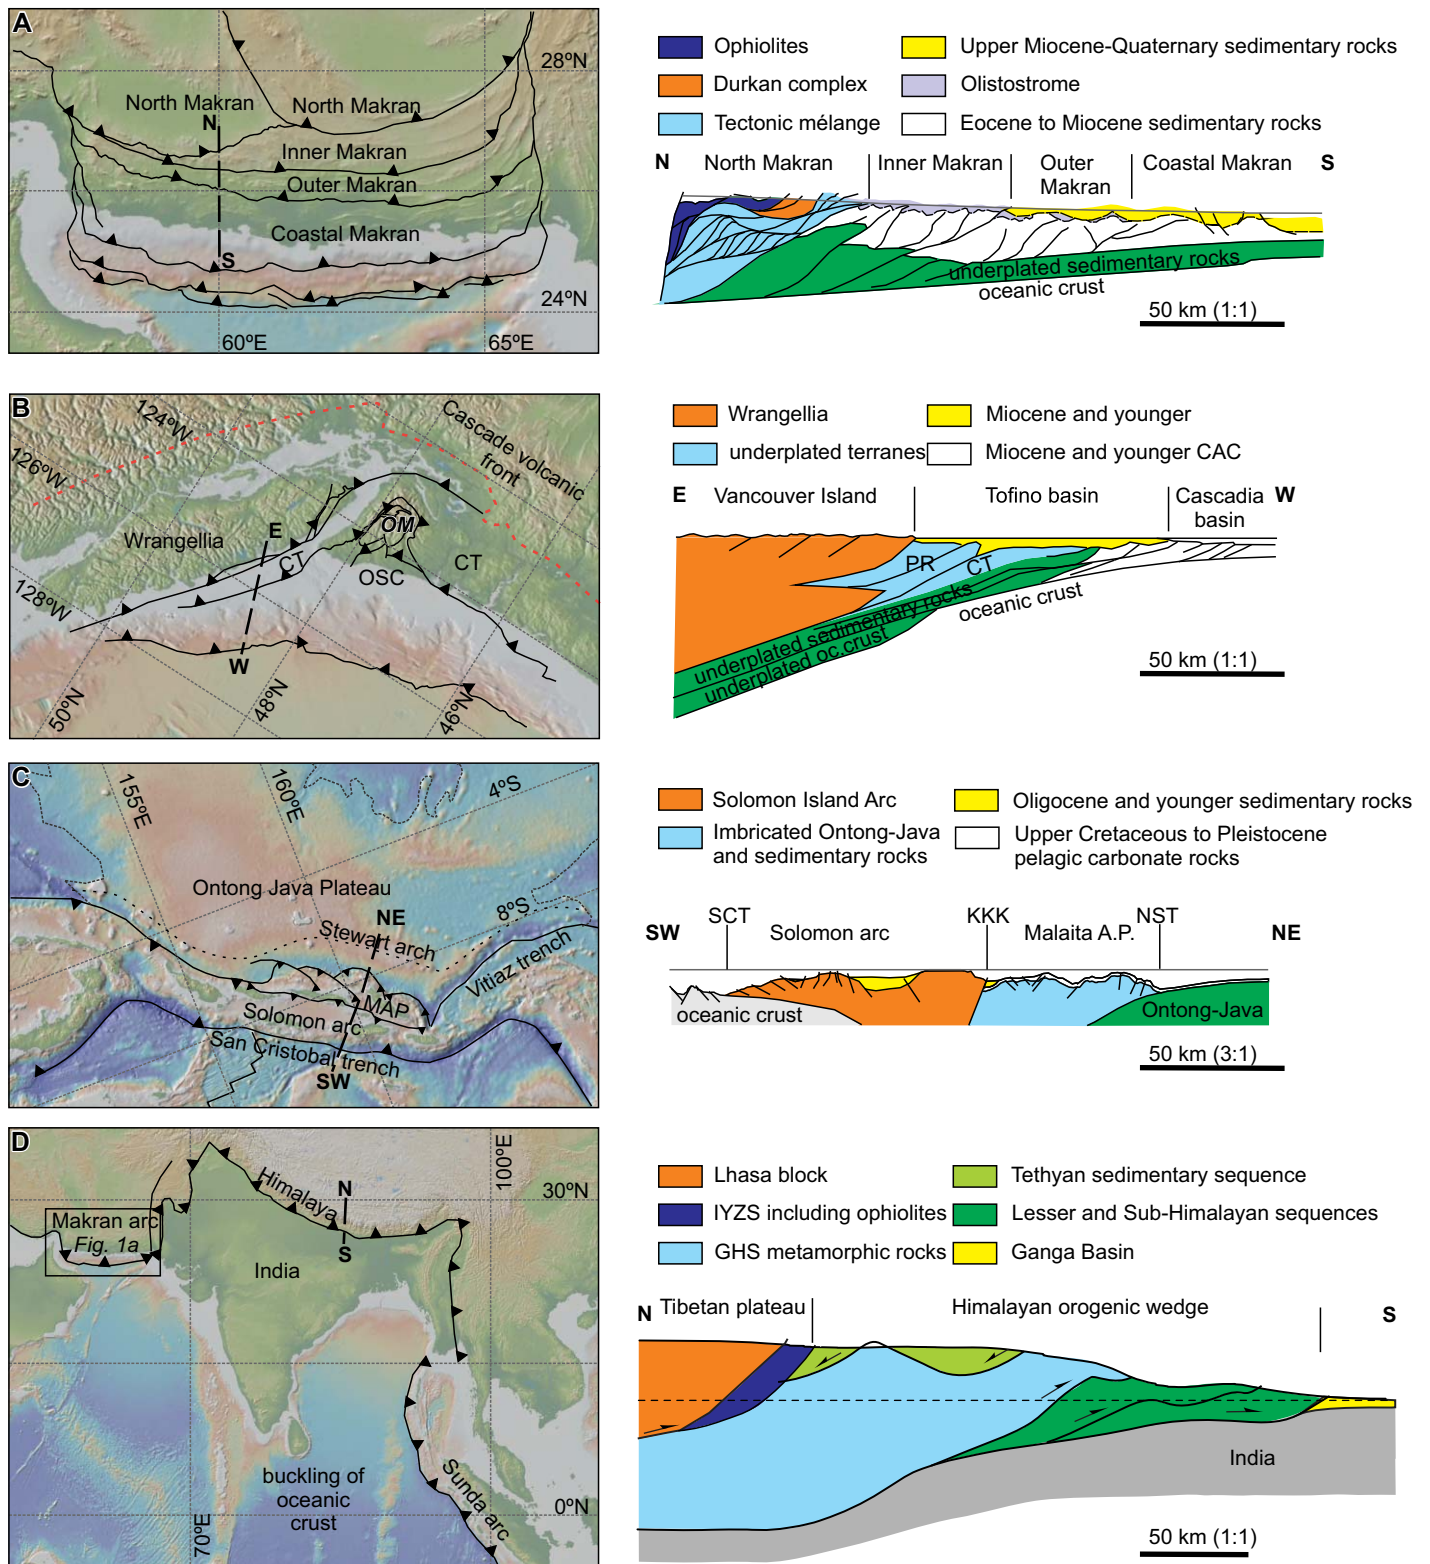 A
28ºN
North Makran
North Makran
N
Inner Makran
Outer Makran
Coastal Makran
S
24ºN
60ºE
65ºE
Ophiolites
Upper Miocene-Quaternary sedimentary rocks
Durkan complex
Olistostrome
Tectonic mélange
Eocene to Miocene sedimentary rocks
N
North Makran
Inner Makran
Outer
Makran
Coastal Makran
S
underplated sedimentary rocks
oceanic crust
50 km (1:1)
B
124ºW
126ºW
128ºW
Cascade volcanic
front
E
Wrangellia
CT
OM
OSC
CT
W
50ºN
48ºN
46ºN
Wrangellia
Miocene and younger
underplated terranes
Miocene and younger CAC
E
Vancouver Island
Tofino basin
Cascadia
basin
W
PR
CT
underplated sedimentary rocks
underplated oc.crust
oceanic crust
50 km (1:1)
C
155ºE
160ºE
4ºS
Ontong Java Plateau
8ºS
NE
Stewart arch
Vitiaz trench
MAP
Solomon arc
San Cristobal trench
SW
Solomon Island Arc
Oligocene and younger sedimentary rocks
Imbricated Ontong-Java
and sedimentary rocks
Upper Cretaceous to Pleistocene
pelagic carbonate rocks
SW
SCT
Solomon arc
KKK
Malaita A.P.
NST
NE
oceanic crust
Ontong-Java
50 km (3:1)
D
100ºE
30ºN
Himalaya
N
S
Makran arc
Fig. 1a
India
buckling of
oceanic
crust
Sunda arc
0ºN
70ºE
Lhasa block
Tethyan sedimentary sequence
IYZS including ophiolites
Lesser and Sub-Himalayan sequences
GHS metamorphic rocks
Ganga Basin
N
Tibetan plateau
Himalayan orogenic wedge
S
India
50 km (1:1)